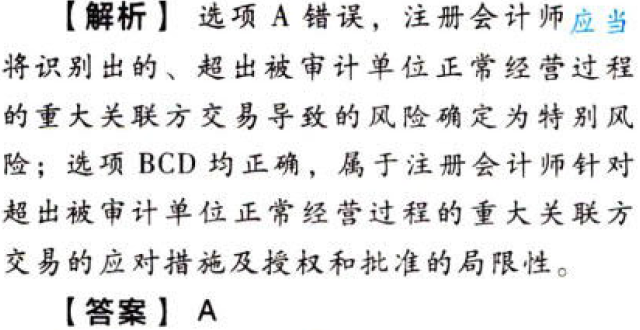 【解析】 选项 A 错误，注册会计师应当
将识别出的、超出被审计单位正常经营过程
的重大关联方交易导致的风险确定为特别风
险；选项 BCD 均正确，属于注册会计师针对
超出被审计单位正常经营过程的重大关联方
交易的应对措施及授权和批准的局限性。
【答案】 A